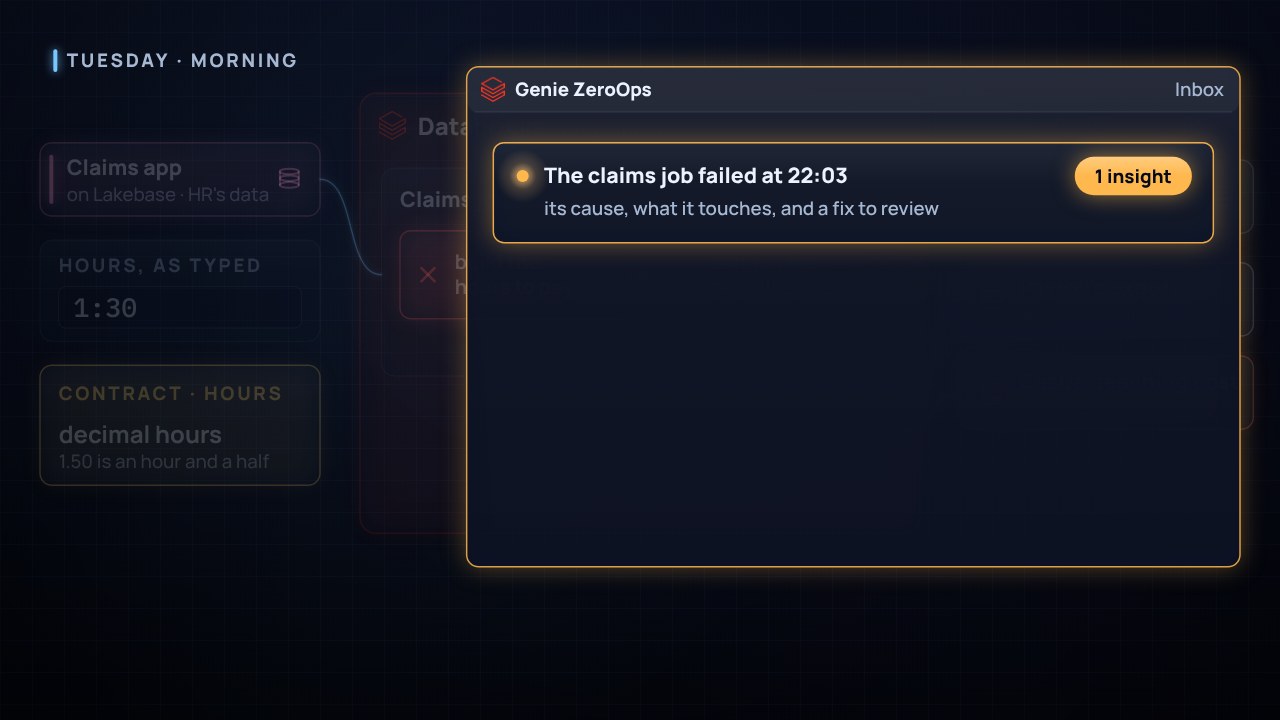 TUESDAY · MORNING
Genie ZeroOps
Inbox
The claims job failed at 22:03
1 insight
its cause, what it touches, and a fix to review
Claims app
on Lakebase · HR's data
HOURS, AS TYPED
1:30
CONTRACT · HOURS
decimal hours
1.50 is an hour and a half
Data
Claims